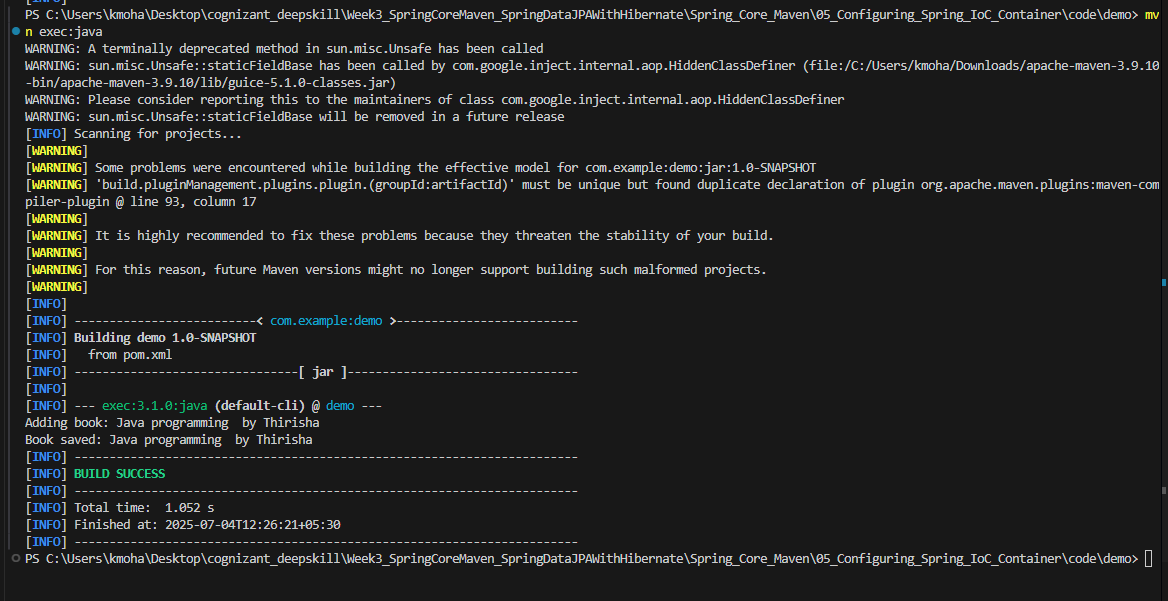 [INFO]
PS C:\Users\kmoha\Desktop\cognizant_deepskill\Week3_SpringCoreMaven_SpringDataJPAWithHibernate\Spring_Core_Maven\05_Configuring_Spring_IoC_Container\code\demo> mv
n exec:java
WARNING: A terminally deprecated method in sun.misc.Unsafe has been called
WARNING: sun.misc.Unsafe::staticFieldBase has been called by com.google.inject.internal.aop.HiddenClassDefiner (file:/C:/Users/kmoha/Downloads/apache-maven-3.9.10
-bin/apache-maven-3.9.10/lib/guice-5.1.0-classes.jar)
WARNING: Please consider reporting this to the maintainers of class com.google.inject.internal.aop.HiddenClassDefiner
WARNING: sun.misc.Unsafe::staticFieldBase will be removed in a future release
[INFO] Scanning for projects...
[WARNING]
[WARNING] Some problems were encountered while building the effective model for com.example:demo:jar:1.0-SNAPSHOT
[WARNING] 'build.pluginManagement.plugins.plugin.(groupId:artifactId)' must be unique but found duplicate declaration of plugin org.apache.maven.plugins:maven-com
piler-plugin @ line 93, column 17
[WARNING]
[WARNING] It is highly recommended to fix these problems because they threaten the stability of your build.
[WARNING]
[WARNING] For this reason, future Maven versions might no longer support building such malformed projects.
[WARNING]
[INFO]
[INFO] --------------------------< com.example:demo >--------------------------
[INFO] Building demo 1.0-SNAPSHOT
[INFO]   from pom.xml
[INFO] --------------------------------[ jar ]---------------------------------
[INFO]
[INFO] --- exec:3.1.0:java (default-cli) @ demo ---
Adding book: Java programming  by Thirisha
Book saved: Java programming  by Thirisha
[INFO] ------------------------------------------------------------------------
[INFO] BUILD SUCCESS
[INFO] ------------------------------------------------------------------------
[INFO] Total time:  1.052 s
[INFO] Finished at: 2025-07-04T12:26:21+05:30
[INFO] ------------------------------------------------------------------------
PS C:\Users\kmoha\Desktop\cognizant_deepskill\Week3_SpringCoreMaven_SpringDataJPAWithHibernate\Spring_Core_Maven\05_Configuring_Spring_IoC_Container\code\demo>